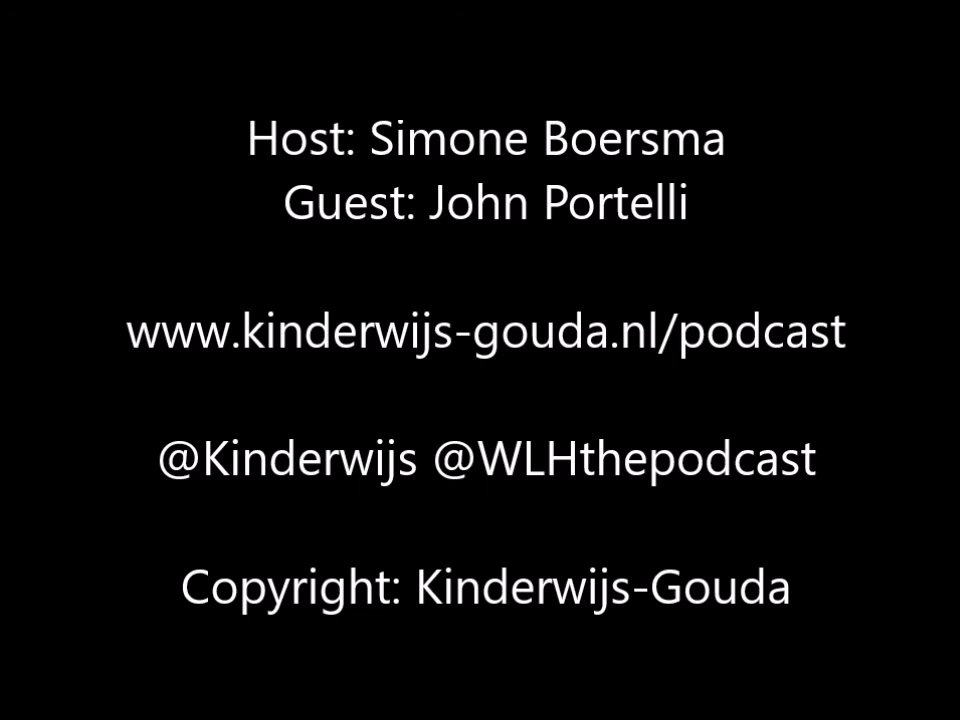 Host: Simone Boersma
Guest: John Portelli
www.kinderwijs-gouda.nl/podcast
@Kinderwijs @WLHthepodcast
Copyright: Kinderwijs-Gouda